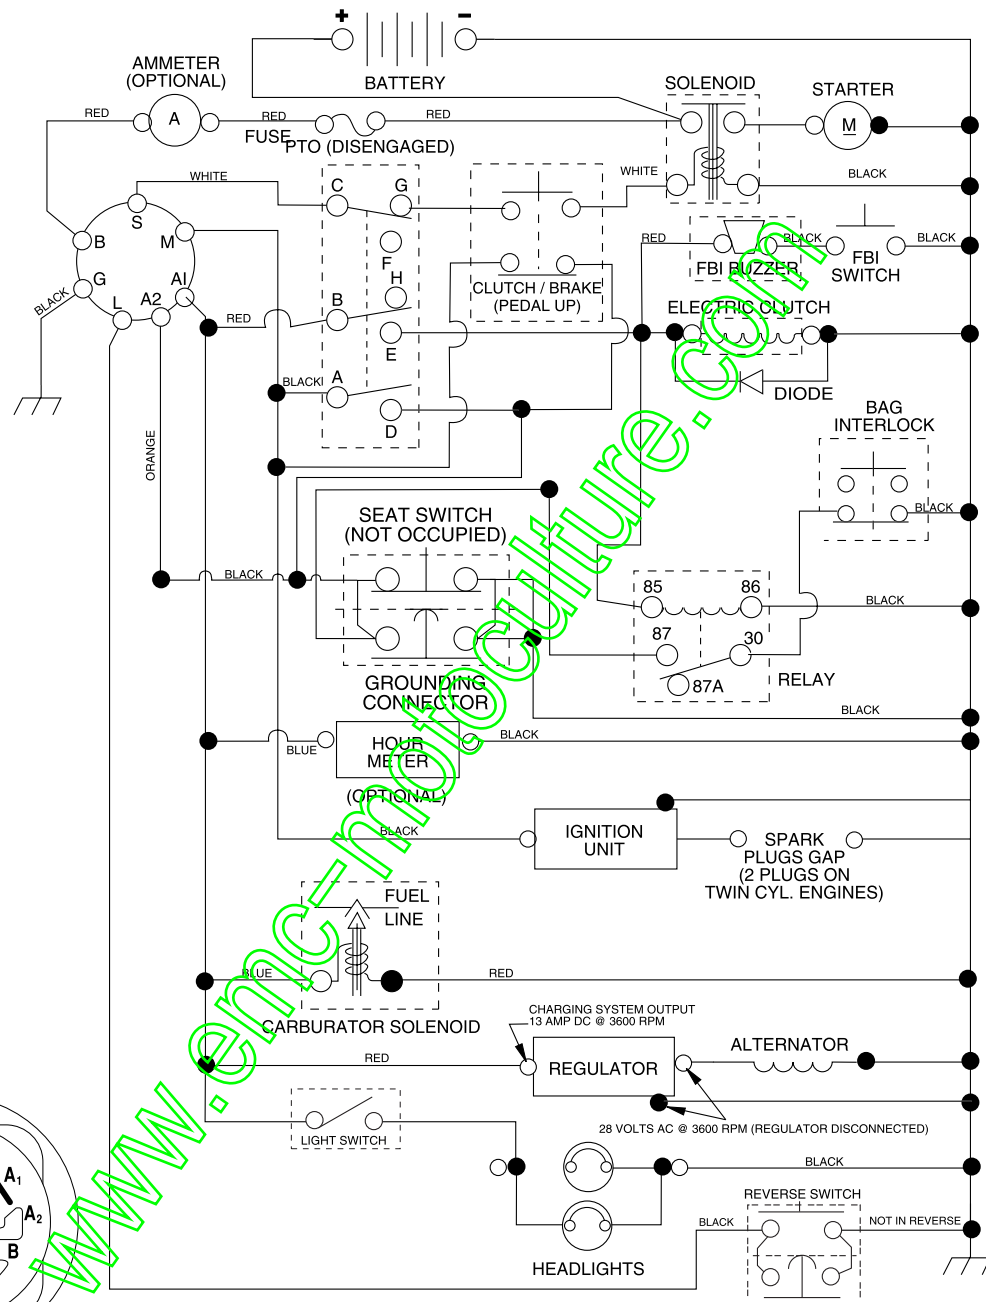 + -
BATTERY
AMMETER
(OPTIONAL)
SOLENOID
STARTER
RED
A
RED
FUSE
RED
PTO (DISENGAGED)
M
WHITE
WHITE
BLACK
C
G
S
M
B
F
RED
BLACK
BLACK
FBI BUZZER
FBI
SWITCH
G
A1
A2
L
BLACK
H
B
CLUTCH / BRAKE
(PEDAL UP)
RED
E
ELECTRIC CLUTCH
DIODE
BLACK
A
D
BAG
INTERLOCK
ORANGE
BLACK
SEAT SWITCH
(NOT OCCUPIED)
BLACK
85
86
BLACK
87
30
87A
RELAY
GROUNDING
CONNECTOR
BLACK
BLUE
HOUR
METER
BLACK
(OPTIONAL)
BLACK
IGNITION
UNIT
SPARK
PLUGS GAP
(2 PLUGS ON
TWIN CYL. ENGINES)
FUEL
LINE
BLUE
RED
CARBURATOR SOLENOID
CHARGING SYSTEM OUTPUT
13 AMP DC @ 3600 RPM
RED
REGULATOR
ALTERNATOR
28 VOLTS AC @ 3600 RPM (REGULATOR DISCONNECTED)
LIGHT SWITCH
BLACK
REVERSE SWITCH
BLACK
NOT IN REVERSE
HEADLIGHTS
A1
A2
B
www.emc-motoculture.com